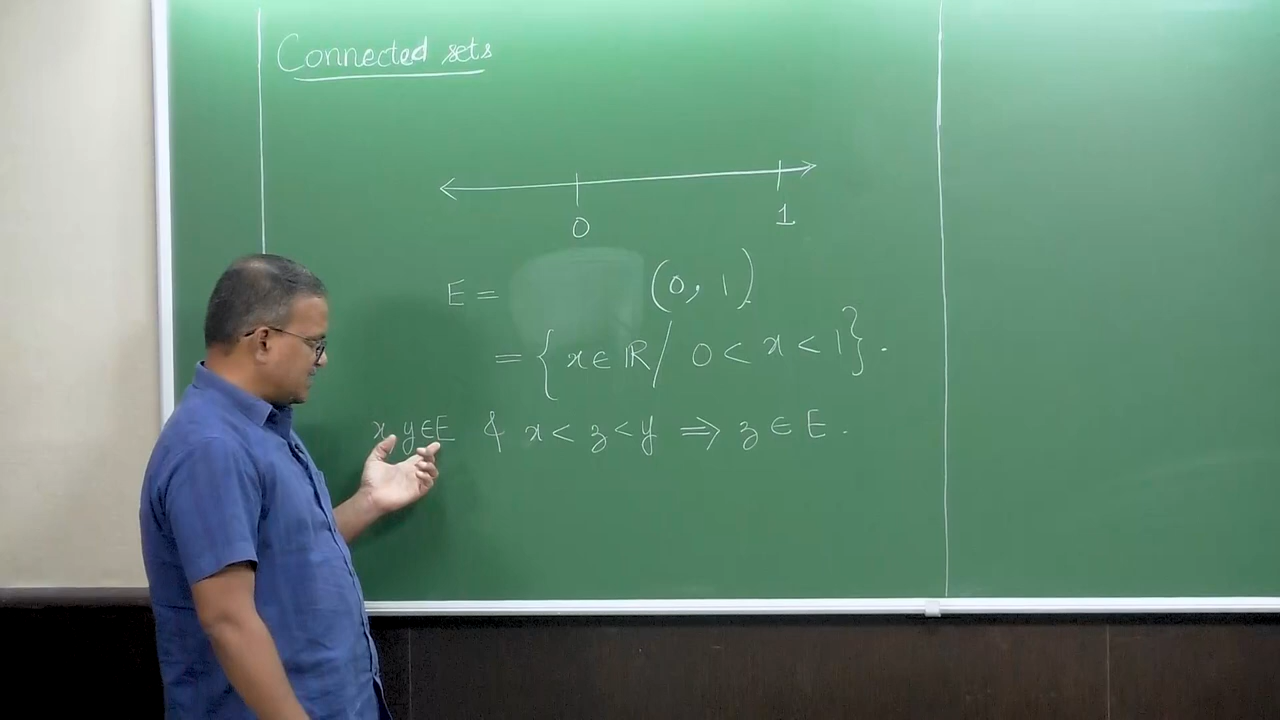 Connected sets
0 1
E = (0, 1)
= { x ∈ ℝ / 0 < x < 1 } .
x, y ∈ E & x < z < y ⇒ z ∈ E .